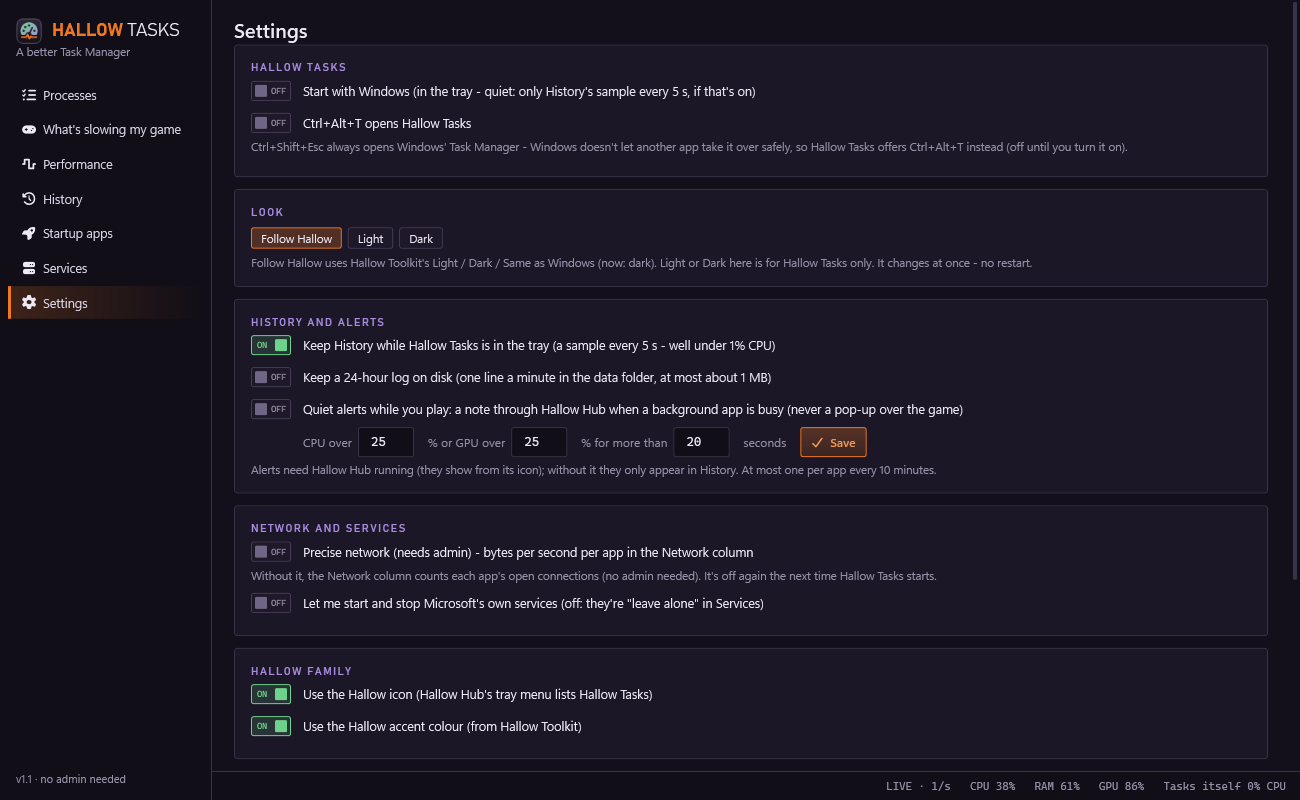 HALLOW TASKS
A better Task Manager
Processes
What's slowing my game
Performance
History
Startup apps
Services
Settings
v1.1 · no admin needed
Settings
HALLOW TASKS
OFF Start with Windows (in the tray - quiet: only History's sample every 5 s, if that's on)
OFF Ctrl+Alt+T opens Hallow Tasks
Ctrl+Shift+Esc always opens Windows' Task Manager - Windows doesn't let another app take it over safely, so Hallow Tasks offers Ctrl+Alt+T instead (off until you turn it on).
LOOK
Follow Hallow Light Dark
Follow Hallow uses Hallow Toolkit's Light / Dark / Same as Windows (now: dark). Light or Dark here is for Hallow Tasks only. It changes at once - no restart.
HISTORY AND ALERTS
ON Keep History while Hallow Tasks is in the tray (a sample every 5 s - well under 1% CPU)
OFF Keep a 24-hour log on disk (one line a minute in the data folder, at most about 1 MB)
OFF Quiet alerts while you play: a note through Hallow Hub when a background app is busy (never a pop-up over the game)
CPU over 25 % or GPU over 25 % for more than 20 seconds Save
Alerts need Hallow Hub running (they show from its icon); without it they only appear in History. At most one per app every 10 minutes.
NETWORK AND SERVICES
OFF Precise network (needs admin) - bytes per second per app in the Network column
Without it, the Network column counts each app's open connections (no admin needed). It's off again the next time Hallow Tasks starts.
OFF Let me start and stop Microsoft's own services (off: they're "leave alone" in Services)
HALLOW FAMILY
ON Use the Hallow icon (Hallow Hub's tray menu lists Hallow Tasks)
ON Use the Hallow accent colour (from Hallow Toolkit)
LIVE · 1/s CPU 38% RAM 61% GPU 86% Tasks itself 0% CPU